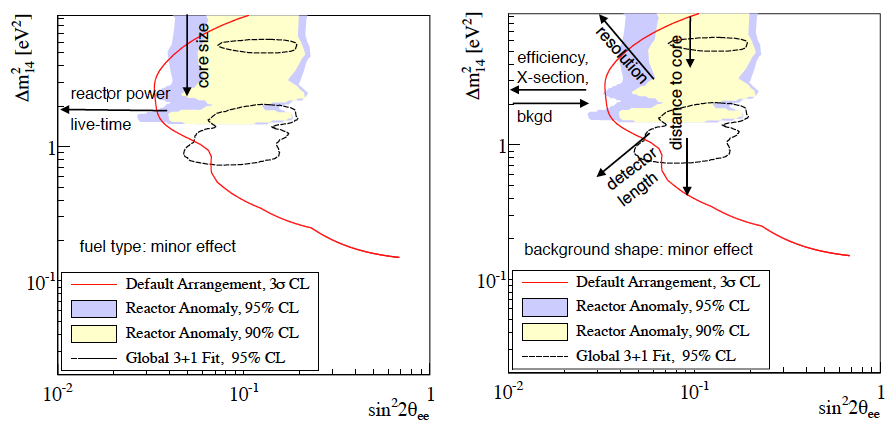 Δm²₁₄ [eV²]
core size
reactor power
live-time
1
fuel type: minor effect
10⁻¹
Default Arrangement, 3σ CL
Reactor Anomaly, 95% CL
Reactor Anomaly, 90% CL
Global 3+1 Fit, 95% CL
10⁻²
10⁻¹
1
sin²2θₑₑ
Δm²₁₄ [eV²]
resolution
efficiency,
X-section,
bkgd
distance to core
1
detector
length
background shape: minor effect
10⁻¹
Default Arrangement, 3σ CL
Reactor Anomaly, 95% CL
Reactor Anomaly, 90% CL
Global 3+1 Fit, 95% CL
10⁻²
10⁻¹
1
sin²2θₑₑ